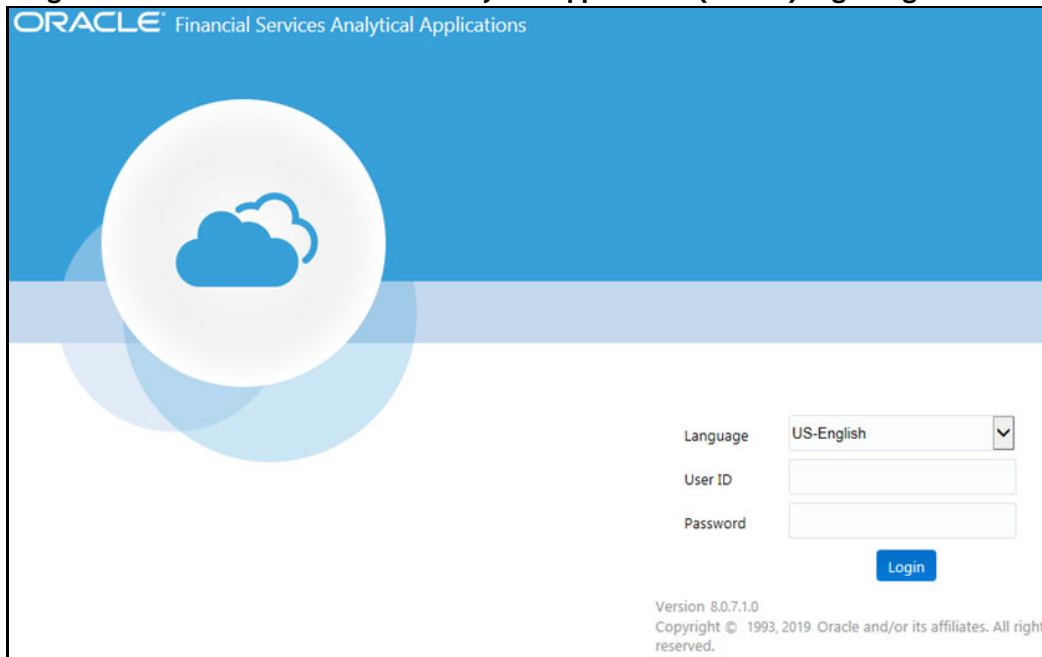 ORACLE® Financial Services Analytical Applications
Language US-English
User ID
Password
Login
Version 8.0.7.1.0
Copyright © 1993, 2019 Oracle and/or its affiliates. All right
reserved.